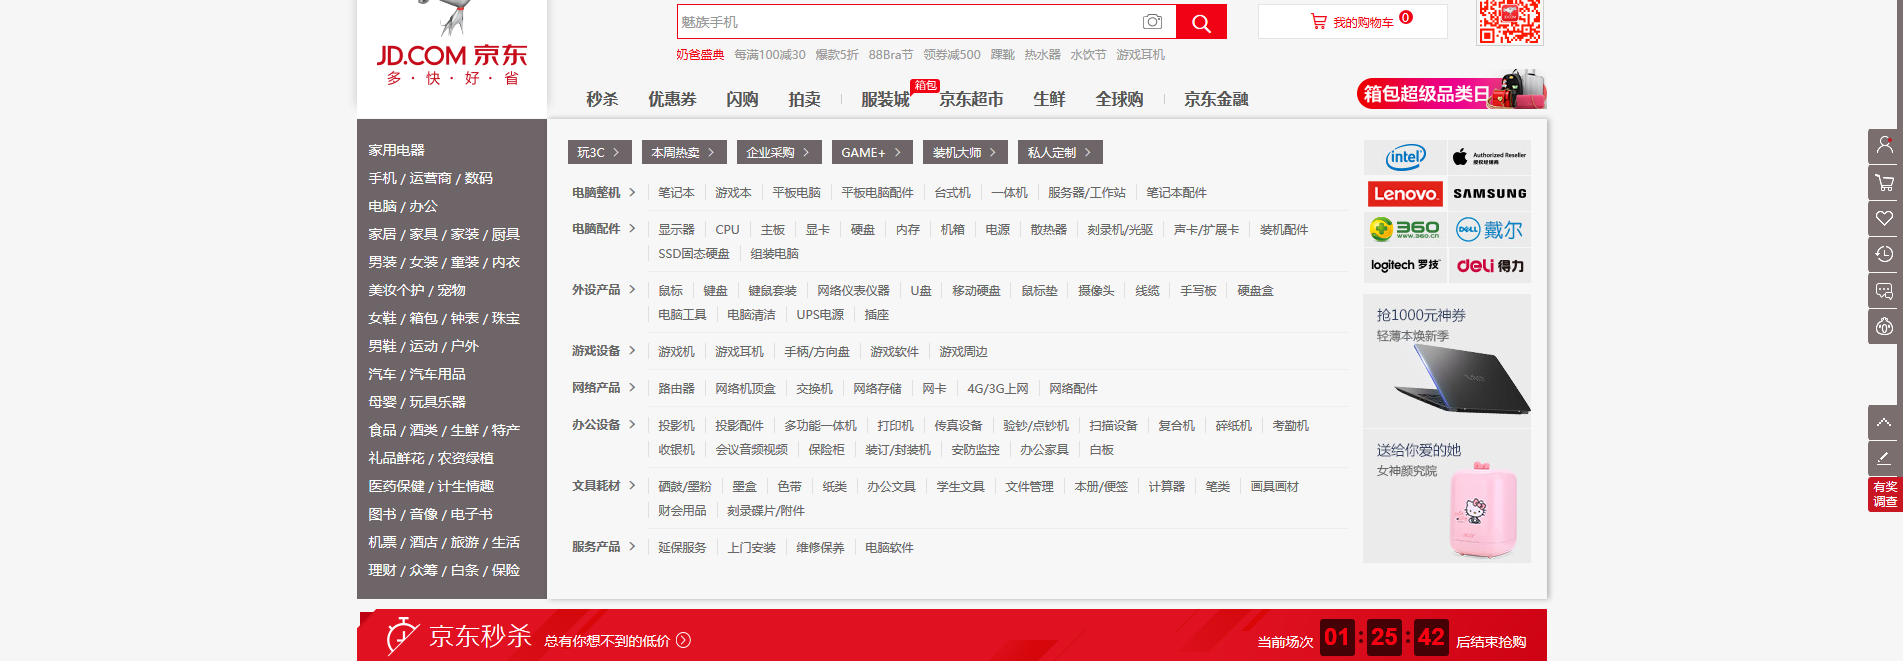 JD.COM 京东
多·快·好·省
魅族手机
我的购物车 0
奶爸盛典 每满100减30 爆款5折 88Bra节 领券减500 踝靴 热水器 水饮节 游戏耳机
箱包
秒杀 优惠券 闪购 拍卖 服装城 京东超市 生鲜 全球购 京东金融
箱包超级品类日
家用电器
手机 / 运营商 / 数码
电脑 / 办公
家居 / 家具 / 家装 / 厨具
男装 / 女装 / 童装 / 内衣
美妆个护 / 宠物
女鞋 / 箱包 / 钟表 / 珠宝
男鞋 / 运动 / 户外
汽车 / 汽车用品
母婴 / 玩具乐器
食品 / 酒类 / 生鲜 / 特产
礼品鲜花 / 农资绿植
医药保健 / 计生情趣
图书 / 音像 / 电子书
机票 / 酒店 / 旅游 / 生活
理财 / 众筹 / 白条 / 保险
玩3C > 本周热卖 > 企业采购 > GAME+ > 装机大师 > 私人定制 >
电脑整机 > 笔记本 游戏本 平板电脑 平板电脑配件 台式机 一体机 服务器/工作站 笔记本配件
电脑配件 > 显示器 CPU 主板 显卡 硬盘 内存 机箱 电源 散热器 刻录机/光驱 声卡/扩展卡 装机配件
SSD固态硬盘 组装电脑
外设产品 > 鼠标 键盘 键鼠套装 网络仪表仪器 U盘 移动硬盘 鼠标垫 摄像头 线缆 手写板 硬盘盒
电脑工具 电脑清洁 UPS电源 插座
游戏设备 > 游戏机 游戏耳机 手柄/方向盘 游戏软件 游戏周边
网络产品 > 路由器 网络机顶盒 交换机 网络存储 网卡 4G/3G上网 网络配件
办公设备 > 投影机 投影配件 多功能一体机 打印机 传真设备 验钞/点钞机 扫描设备 复合机 碎纸机 考勤机
收银机 会议音频视频 保险柜 装订/封装机 安防监控 办公家具 白板
文具耗材 > 硒鼓/墨粉 墨盒 色带 纸类 办公文具 学生文具 文件管理 本册/便签 计算器 笔类 画具画材
财会用品 刻录碟片/附件
服务产品 > 延保服务 上门安装 维修保养 电脑软件
intel Authorized Reseller
授权经销商
Lenovo SAMSUNG
360 DELL 戴尔
www.360.cn
logitech 罗技 deli 得力
抢1000元神券
轻薄本焕新季
送给你爱的她
女神颜究院
有奖
调查
京东秒杀 总有你想不到的低价 当前场次 01:25:42 后结束抢购